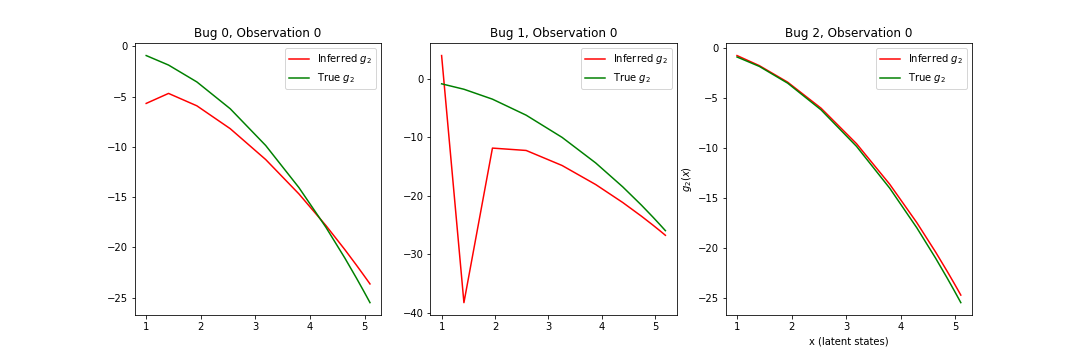 Bug 0, Observation 0
Inferred g₂
True g₂
0
−5
−10
−15
−20
−25
1
2
3
4
5
Bug 1, Observation 0
Inferred g₂
True g₂
0
−10
−20
−30
−40
1
2
3
4
5
Bug 2, Observation 0
Inferred g₂
True g₂
g₂(x)
0
−5
−10
−15
−20
−25
1
2
3
4
5
x (latent states)